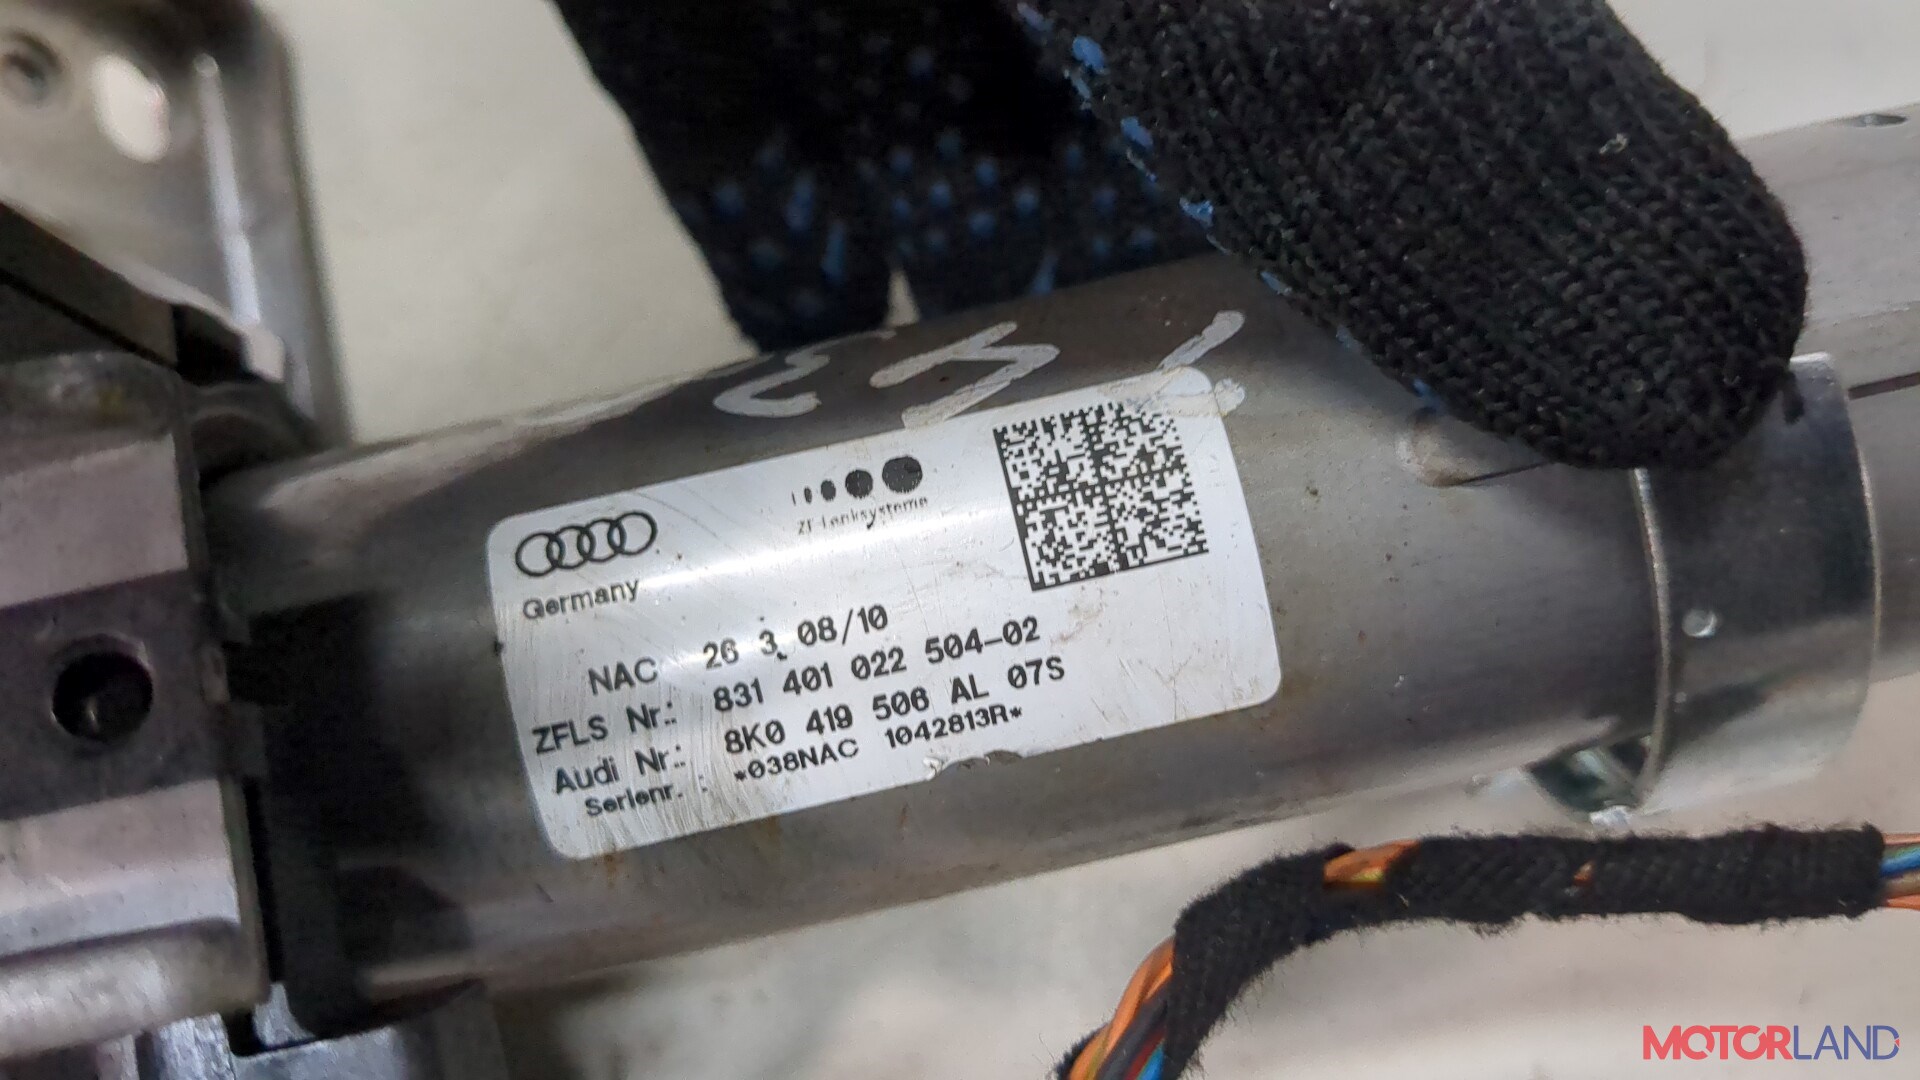 ZF Lenksysteme
Germany
NAC 26 3 08/10
ZFLS Nr.: 831 401 022 504-02
Audi Nr.: 8K0 419 506 AL 07S
Serienr. : *038NAC 1042813R*
MOTORLAND